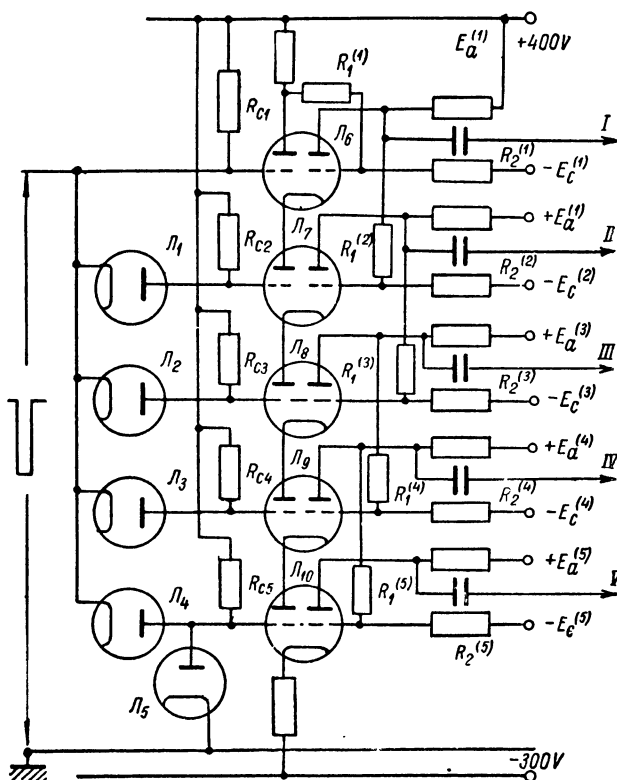 E_a^(1)
+400V
R_1^(1)
R_c1
Л_6
I
R_2^(1)
-E_c^(1)
Л_7
+E_a^(1)
Л_1
R_c2
R_1^(2)
II
R_2^(2)
-E_c^(2)
Л_8
+E_a^(3)
Л_2
R_c3
R_1^(3)
III
R_2^(3)
-E_c^(3)
Л_9
+E_a^(4)
Л_3
R_c4
R_1^(4)
IV
R_2^(4)
-E_c^(4)
Л_10
+E_a^(5)
Л_4
R_c5
R_1^(5)
V
-E_c^(5)
R_2^(5)
Л_5
-300V